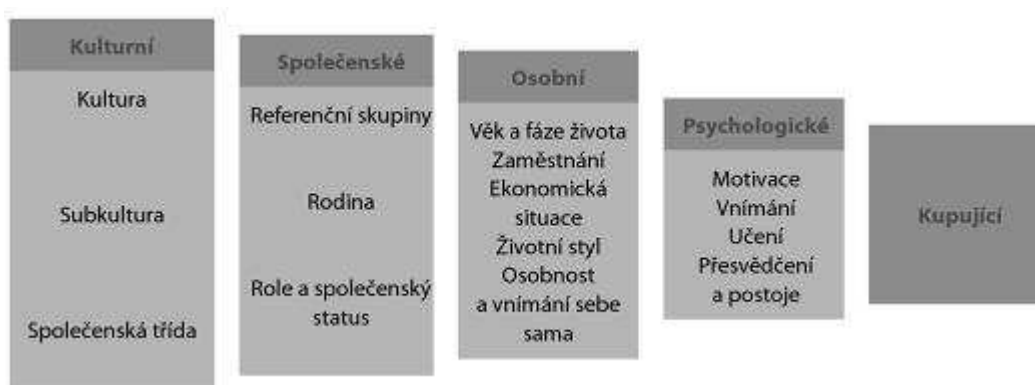 Kulturní
Kultura
Subkultura
Společenská třída
Společenské
Referenční skupiny
Rodina
Role a společenský
status
Osobní
Věk a fáze života
Zaměstnání
Ekonomická
situace
Životní styl
Osobnost
a vnímání sebe
sama
Psychologické
Motivace
Vnímání
Učení
Přesvědčení
a postoje
Kupující